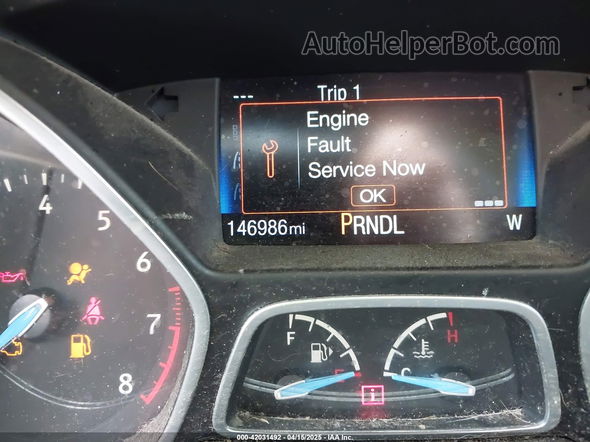 AutoHelperBot.com
--- Trip 1
Engine
Fault
Service Now
OK
146986mi PRNDL W
4
5
6
7
8
F
E
H
C
i
000-42031492 - 04/15/2025 - IAA Inc.